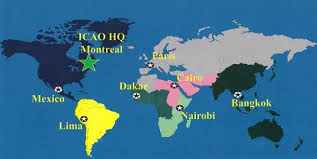 ICAO HQ
Montreal
Paris
Cairo
Mexico
Dakar
Bangkok
Lima
Nairobi